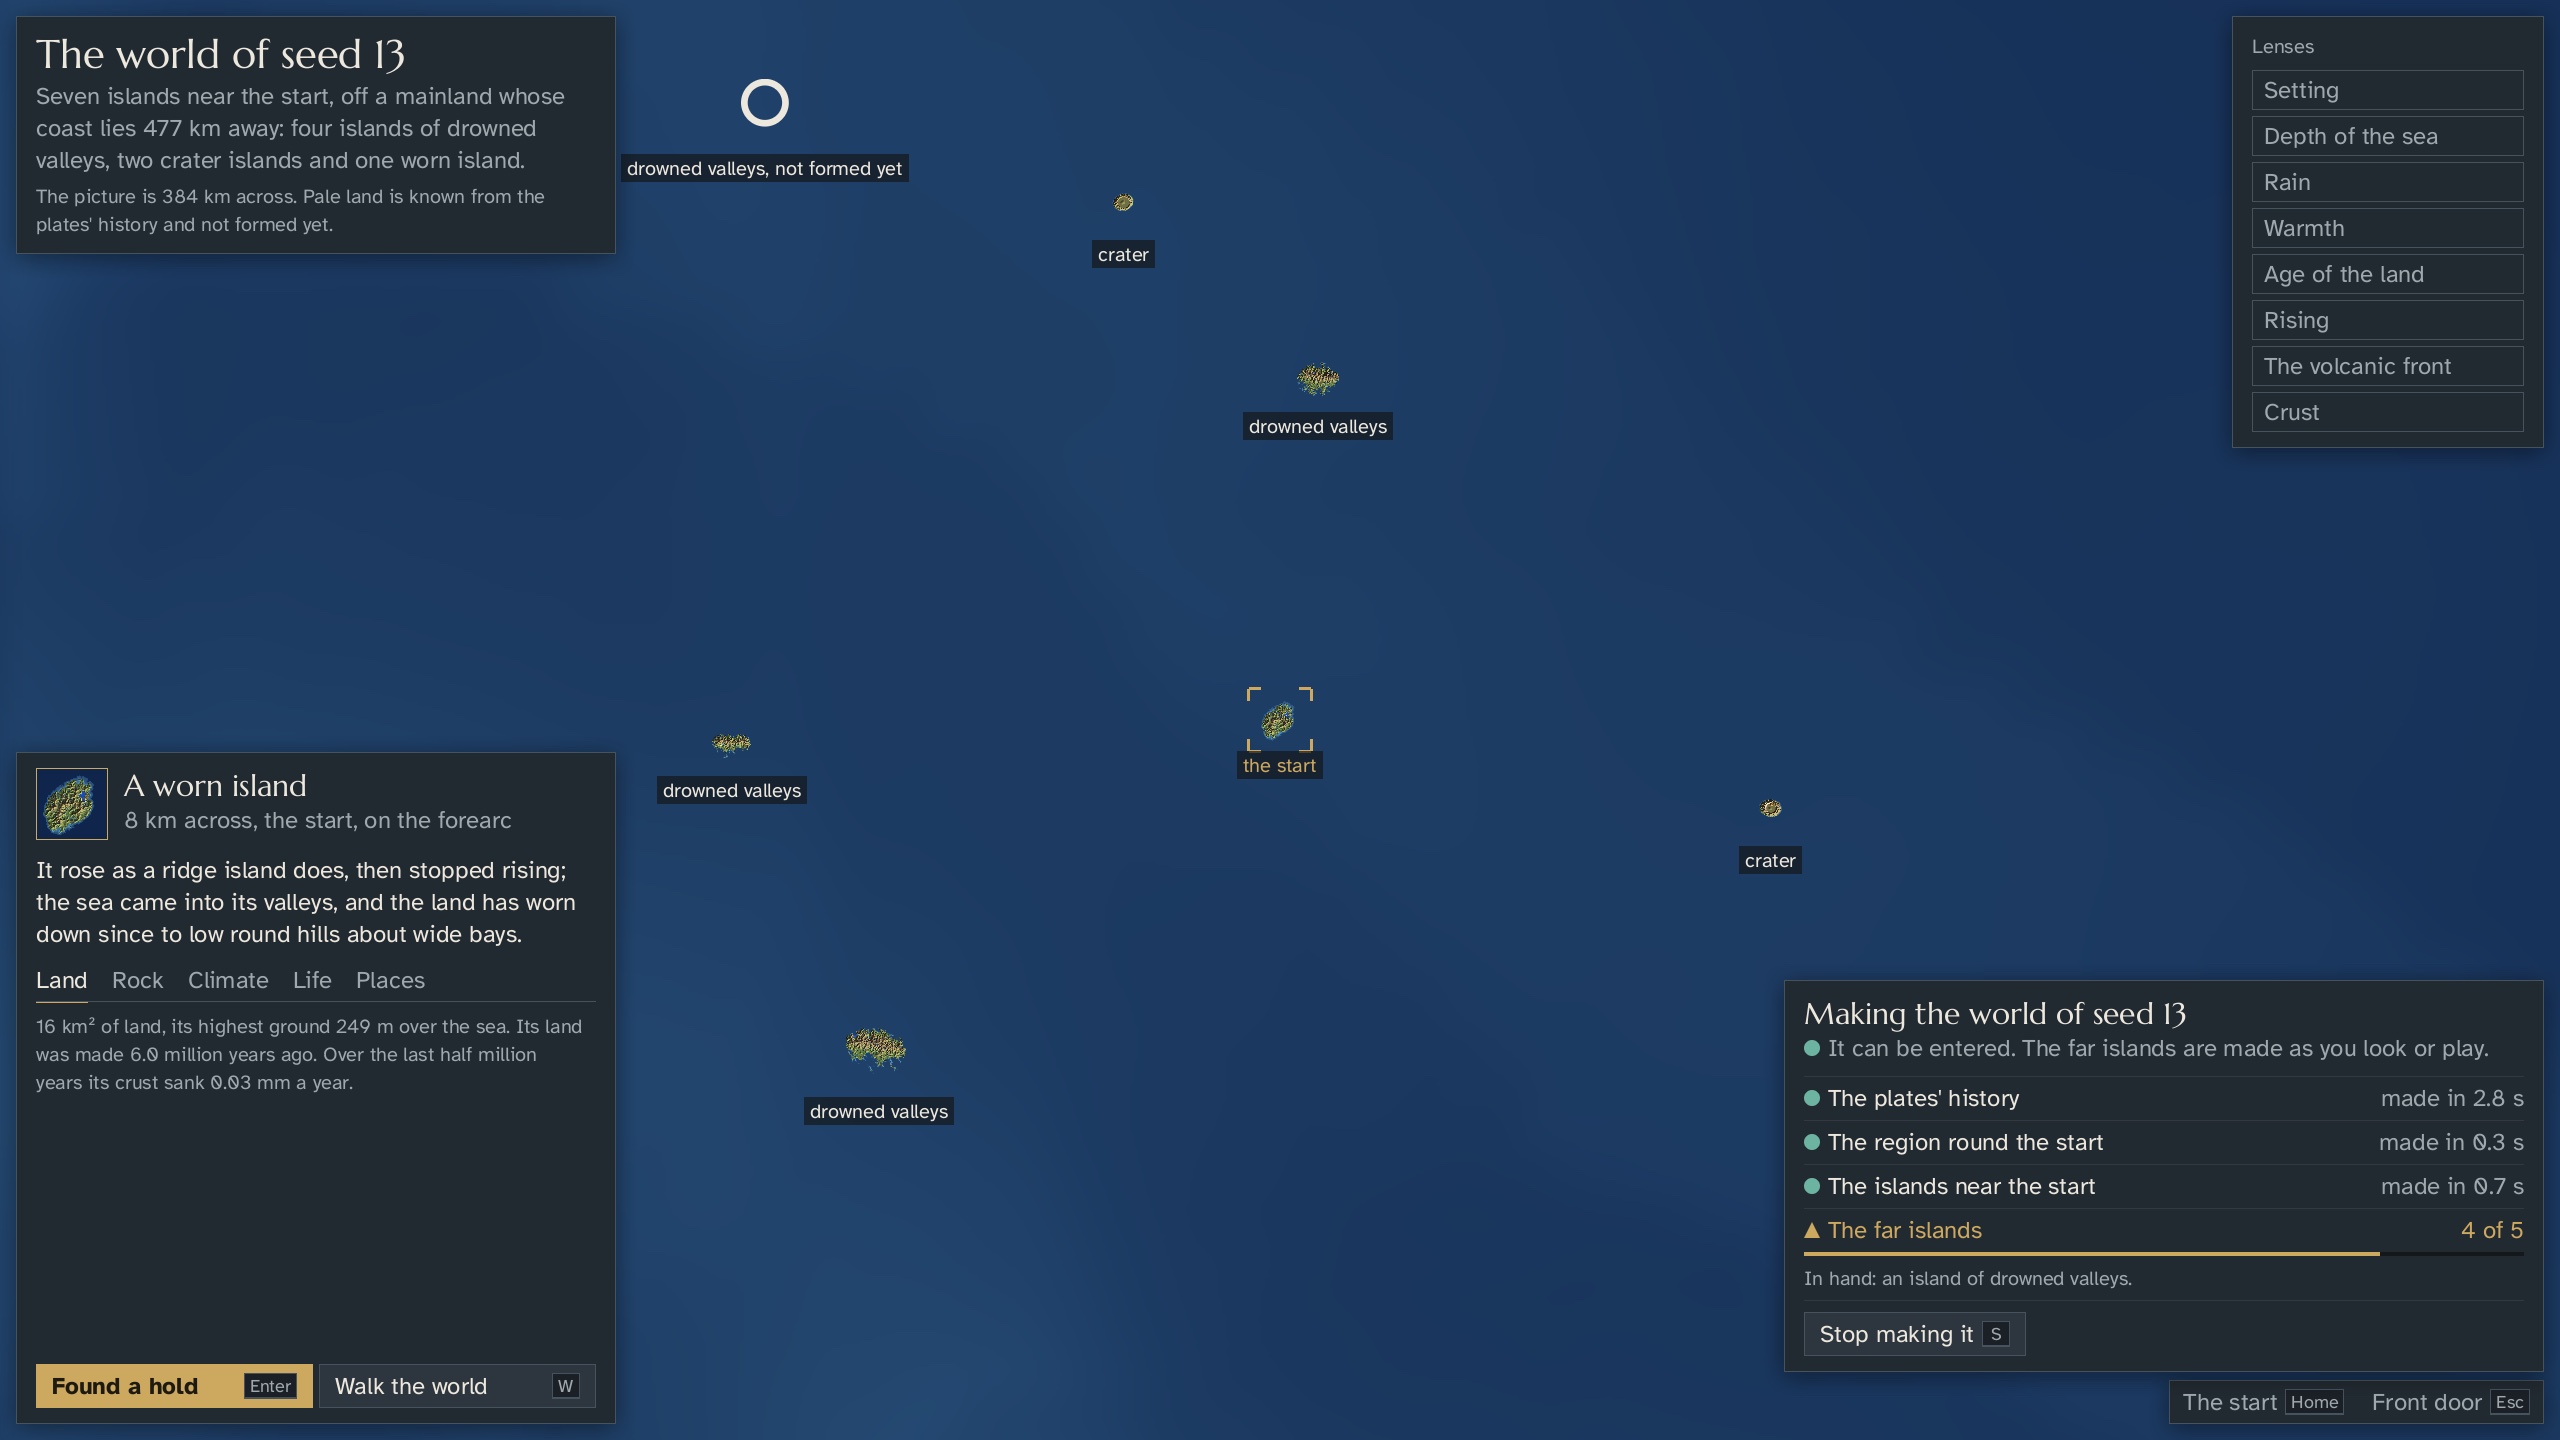 The world of seed 13
Seven islands near the start, off a mainland whose
coast lies 477 km away: four islands of drowned
valleys, two crater islands and one worn island.
The picture is 384 km across. Pale land is known from the
plates' history and not formed yet.
drowned valleys, not formed yet
crater
drowned valleys
drowned valleys
the start
crater
drowned valleys
Lenses
Setting
Depth of the sea
Rain
Warmth
Age of the land
Rising
The volcanic front
Crust
A worn island
8 km across, the start, on the forearc
It rose as a ridge island does, then stopped rising;
the sea came into its valleys, and the land has worn
down since to low round hills about wide bays.
Land Rock Climate Life Places
16 km² of land, its highest ground 249 m over the sea. Its land
was made 6.0 million years ago. Over the last half million
years its crust sank 0.03 mm a year.
Found a hold Enter Walk the world W
Making the world of seed 13
It can be entered. The far islands are made as you look or play.
The plates' history made in 2.8 s
The region round the start made in 0.3 s
The islands near the start made in 0.7 s
The far islands 4 of 5
In hand: an island of drowned valleys.
Stop making it S
The start Home Front door Esc